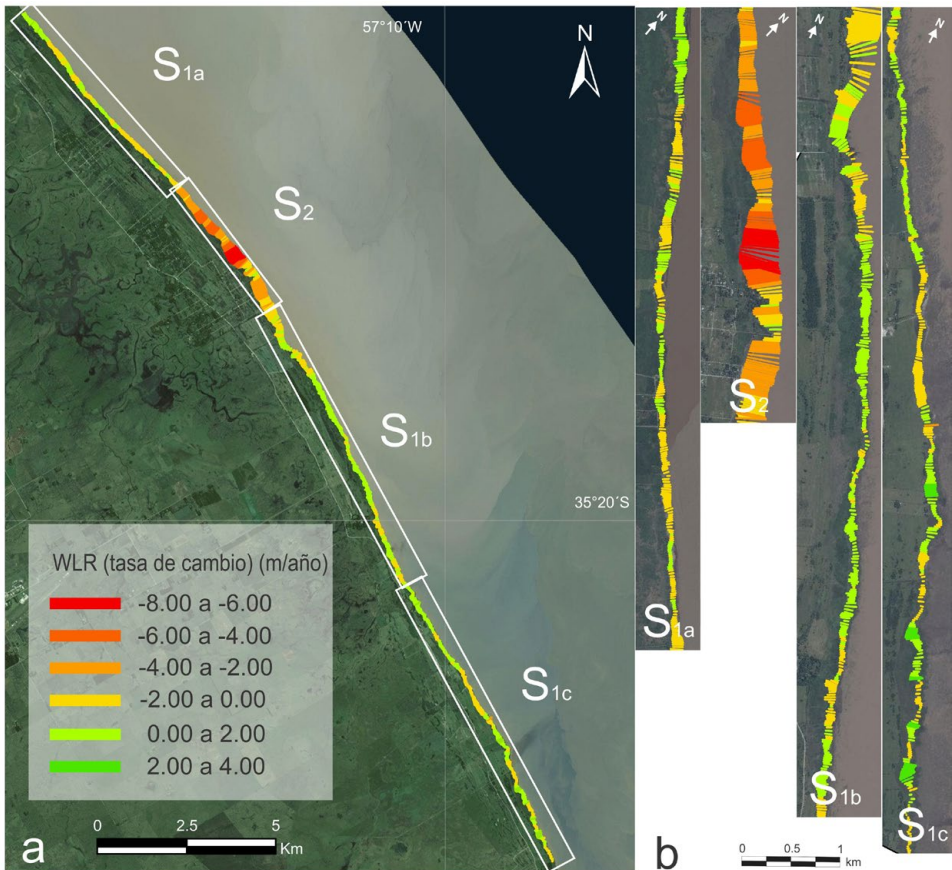 57°10´W
N
S1a
S2
S1b
35°20´S
S1c
WLR (tasa de cambio) (m/año)
-8.00 a -6.00
-6.00 a -4.00
-4.00 a -2.00
-2.00 a 0.00
0.00 a 2.00
2.00 a 4.00
0 2.5 5
Km
a
N
N
N
N
S1a
S2
S1b
S1c
b
0 0.5 1
km